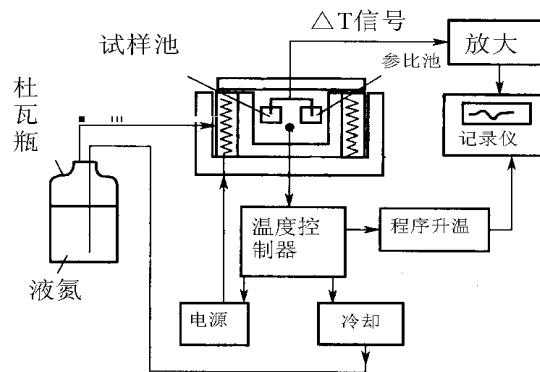 △T信号
试样池
参比池
放大
杜
瓦
瓶
记录仪
温度控
制器
程序升温
液氮
电源
冷却